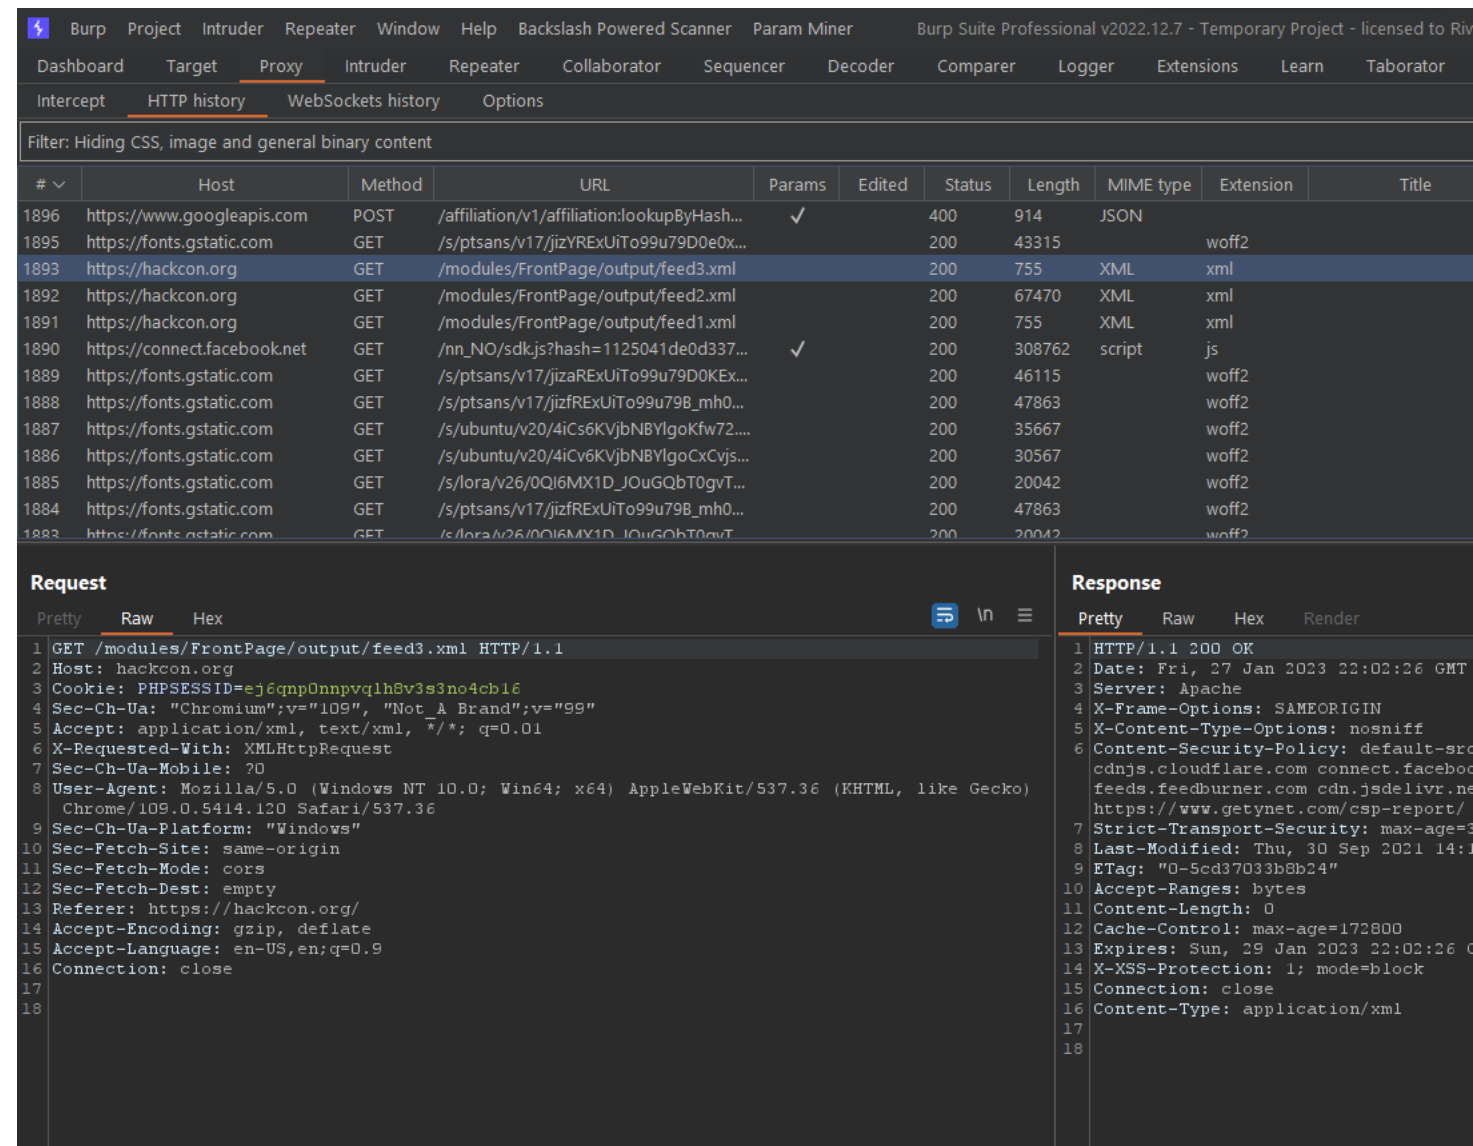 Burp Project Intruder Repeater Window Help Backslash Powered Scanner Param Miner Burp Suite Professional v2022.12.7 - Temporary Project - licensed to Riv
Dashboard Target Proxy Intruder Repeater Collaborator Sequencer Decoder Comparer Logger Extensions Learn Taborator
Intercept HTTP history WebSockets history Options
Filter: Hiding CSS, image and general binary content
# Host Method URL Params Edited Status Length MIME type Extension Title
1896 https://www.googleapis.com POST /affiliation/v1/affiliation:lookupByHash... ✓ 400 914 JSON
1895 https://fonts.gstatic.com GET /s/ptsans/v17/jizYRExUiTo99u79D0e0x... 200 43315 woff2
1893 https://hackcon.org GET /modules/FrontPage/output/feed3.xml 200 755 XML xml
1892 https://hackcon.org GET /modules/FrontPage/output/feed2.xml 200 67470 XML xml
1891 https://hackcon.org GET /modules/FrontPage/output/feed1.xml 200 755 XML xml
1890 https://connect.facebook.net GET /nn_NO/sdk.js?hash=1125041de0d337... ✓ 200 308762 script js
1889 https://fonts.gstatic.com GET /s/ptsans/v17/jizaRExUiTo99u79D0KEx... 200 46115 woff2
1888 https://fonts.gstatic.com GET /s/ptsans/v17/jizfRExUiTo99u79B_mh0... 200 47863 woff2
1887 https://fonts.gstatic.com GET /s/ubuntu/v20/4iCs6KVjbNBYlgoKfw72.... 200 35667 woff2
1886 https://fonts.gstatic.com GET /s/ubuntu/v20/4iCv6KVjbNBYlgoCxCvjs... 200 30567 woff2
1885 https://fonts.gstatic.com GET /s/lora/v26/0QI6MX1D_JOuGQbT0gvT... 200 20042 woff2
1884 https://fonts.gstatic.com GET /s/ptsans/v17/jizfRExUiTo99u79B_mh0... 200 47863 woff2
1883 https://fonts.gstatic.com GET /s/lora/v26/0QI6MX1D_JOuGQbT0gvT 200 20042 woff2
Request
Pretty Raw Hex \n
1 GET /modules/FrontPage/output/feed3.xml HTTP/1.1
2 Host: hackcon.org
3 Cookie: PHPSESSID=ej6qnp0nnpvqlh8v3s3no4cb16
4 Sec-Ch-Ua: "Chromium";v="109", "Not_A Brand";v="99"
5 Accept: application/xml, text/xml, */*; q=0.01
6 X-Requested-With: XMLHttpRequest
7 Sec-Ch-Ua-Mobile: ?0
8 User-Agent: Mozilla/5.0 (Windows NT 10.0; Win64; x64) AppleWebKit/537.36 (KHTML, like Gecko)
Chrome/109.0.5414.120 Safari/537.36
9 Sec-Ch-Ua-Platform: "Windows"
10 Sec-Fetch-Site: same-origin
11 Sec-Fetch-Mode: cors
12 Sec-Fetch-Dest: empty
13 Referer: https://hackcon.org/
14 Accept-Encoding: gzip, deflate
15 Accept-Language: en-US,en;q=0.9
16 Connection: close
17
18
Response
Pretty Raw Hex Render
1 HTTP/1.1 200 OK
2 Date: Fri, 27 Jan 2023 22:02:26 GMT
3 Server: Apache
4 X-Frame-Options: SAMEORIGIN
5 X-Content-Type-Options: nosniff
6 Content-Security-Policy: default-src
cdnjs.cloudflare.com connect.faceboo
feeds.feedburner.com cdn.jsdelivr.ne
https://www.getynet.com/csp-report/
7 Strict-Transport-Security: max-age=3
8 Last-Modified: Thu, 30 Sep 2021 14:1
9 ETag: "0-5cd37033b8b24"
10 Accept-Ranges: bytes
11 Content-Length: 0
12 Cache-Control: max-age=172800
13 Expires: Sun, 29 Jan 2023 22:02:26 G
14 X-XSS-Protection: 1; mode=block
15 Connection: close
16 Content-Type: application/xml
17
18